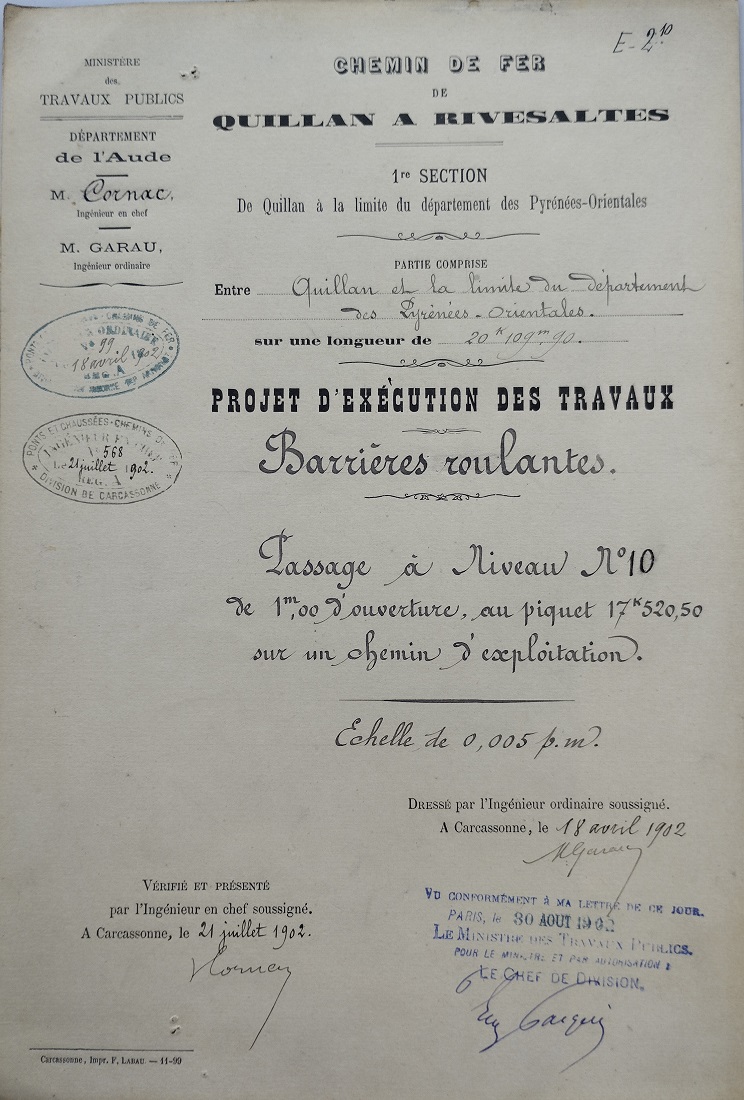 E-2¹⁰
MINISTÈRE
des
TRAVAUX PUBLICS
DÉPARTEMENT
de l'Aude
M. Cornac,
Ingénieur en chef
M. GARAU,
Ingénieur ordinaire
CHEMIN DE FER
DE
QUILLAN A RIVESALTES
1re SECTION
De Quillan à la limite du département des Pyrénées-Orientales
PARTIE COMPRISE
Entre Quillan et la limite du département
des Pyrénées-Orientales.
sur une longueur de 20ᵏ109ᵐ,90.
CHEMINS DE FER
ORDINAIRE
No 99
18 avril 1902
REG. A
PONTS ET CHAUSSÉES-CHEMINS DE FER
INGÉNIEUR EN CHEF
No 568
Le 21 juillet 1902.
REG. A
DIVISION DE CARCASSONNE
PROJET D'EXÉCUTION DES TRAVAUX
Barrières roulantes.
Passage à Niveau No 10
de 1ᵐ,00 d'ouverture, au piquet 17ᵏ520,50
sur un chemin d'exploitation.
Echelle de 0,005 p.m.
DRESSÉ par l'Ingénieur ordinaire soussigné.
A Carcassonne, le 18 avril 1902
MGarau
VÉRIFIÉ ET PRÉSENTÉ
par l'Ingénieur en chef soussigné.
A Carcassonne, le 21 juillet 1902.
Cornac
VU CONFORMÉMENT À MA LETTRE DE CE JOUR.
PARIS, le 30 AOUT 1902
LE MINISTRE DES TRAVAUX PUBLICS.
POUR LE MINISTRE ET PAR AUTORISATION :
LE CHEF DE DIVISION.
Carcassonne, Impr. F. LABAU — 11-99